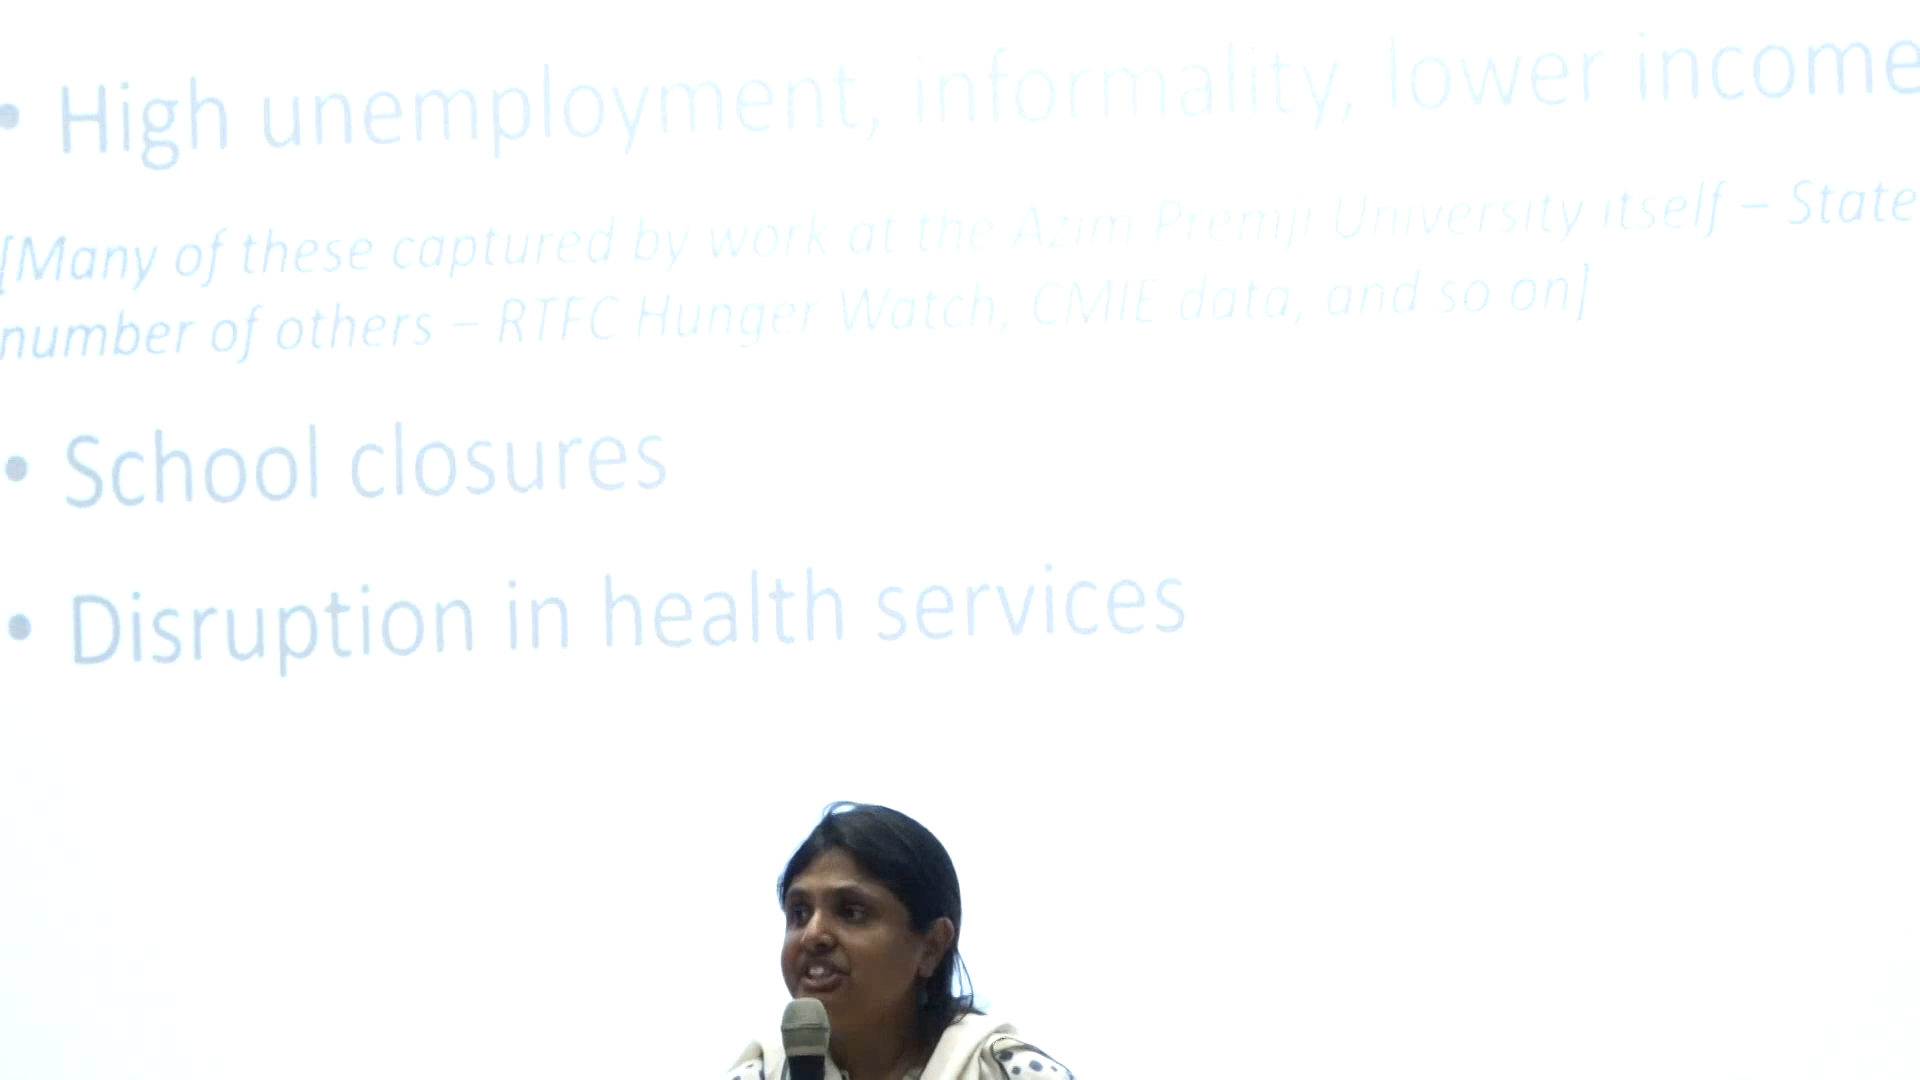 • High unemployment, informality, lower income
[Many of these captured by work at the Azim Premji University itself – State
number of others – RTFC Hunger Watch, CMIE data, and so on]
• School closures
• Disruption in health services